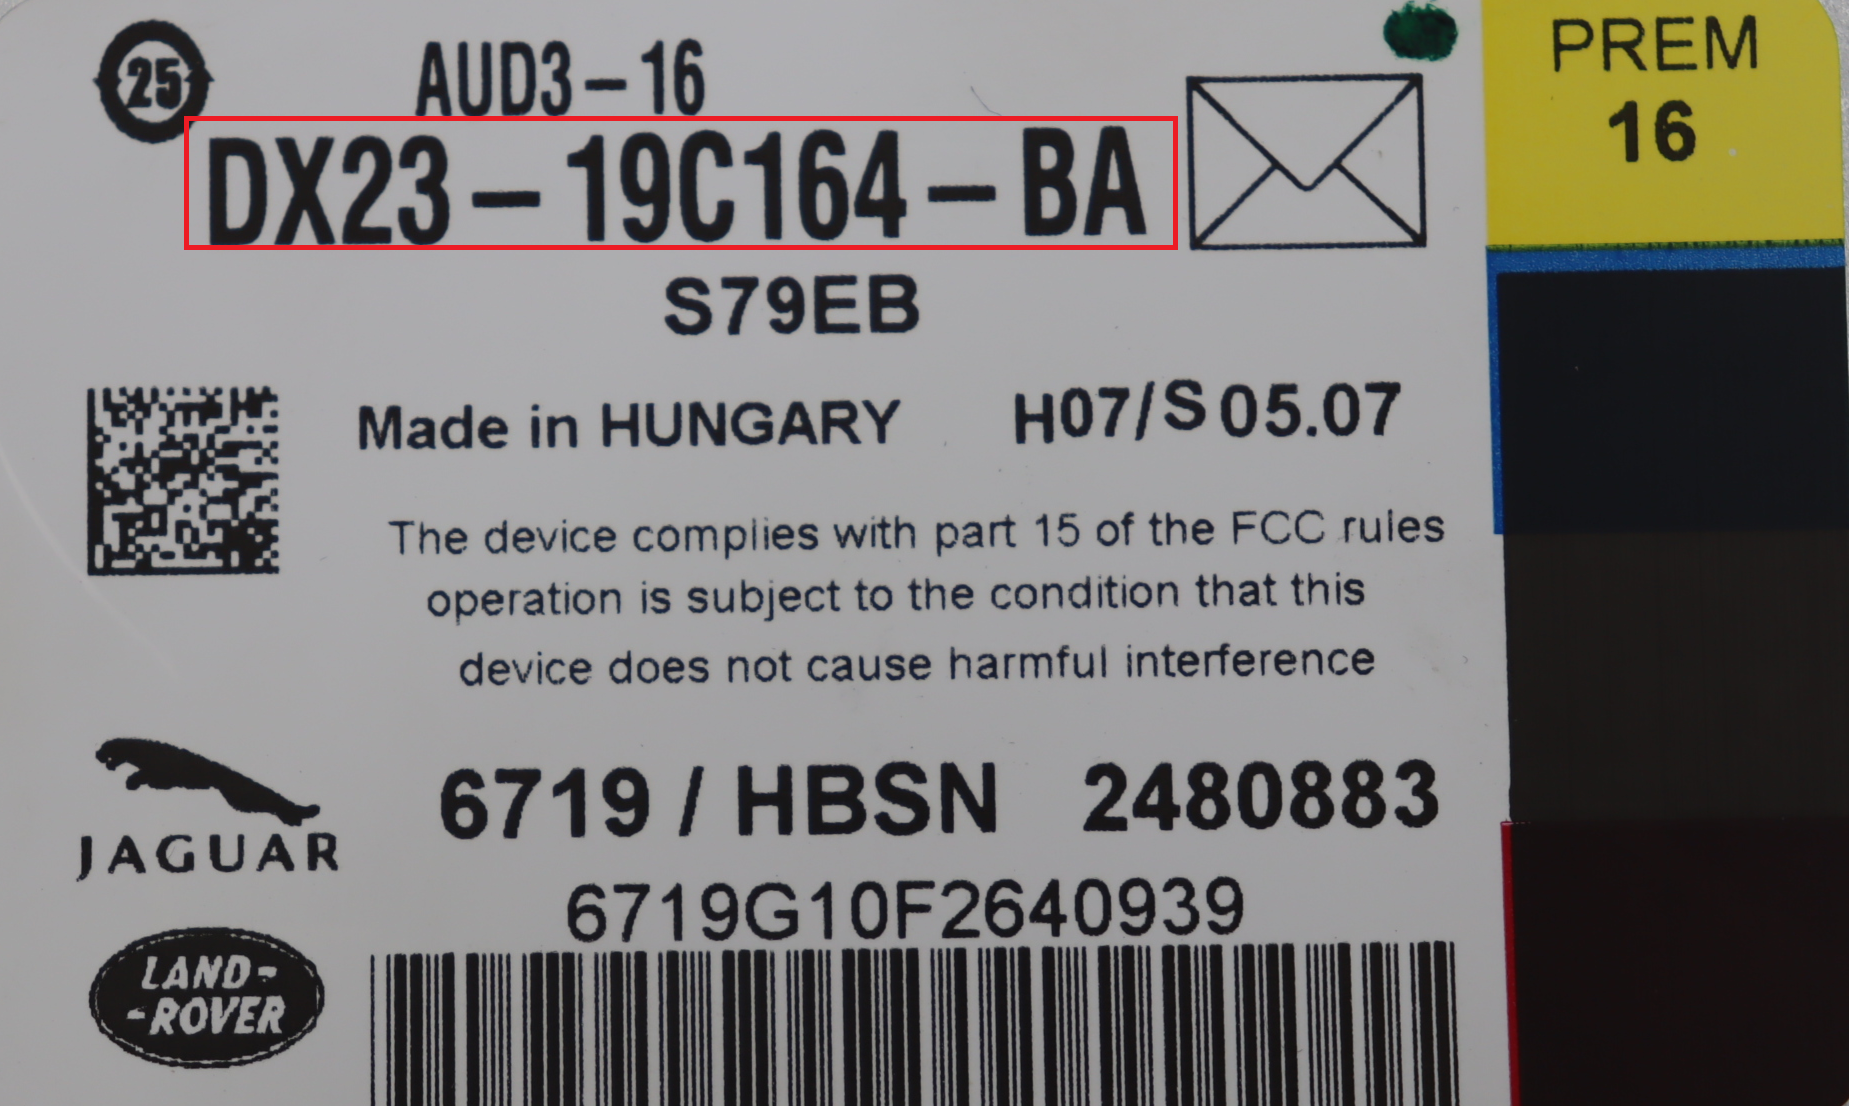 25
AUD3-16
DX23-19C164-BA
S79EB
Made in HUNGARY H07/S 05.07
The device complies with part 15 of the FCC rules
operation is subject to the condition that this
device does not cause harmful interference
JAGUAR
6719 / HBSN 2480883
6719G10F2640939
LAND-
-ROVER
PREM
16